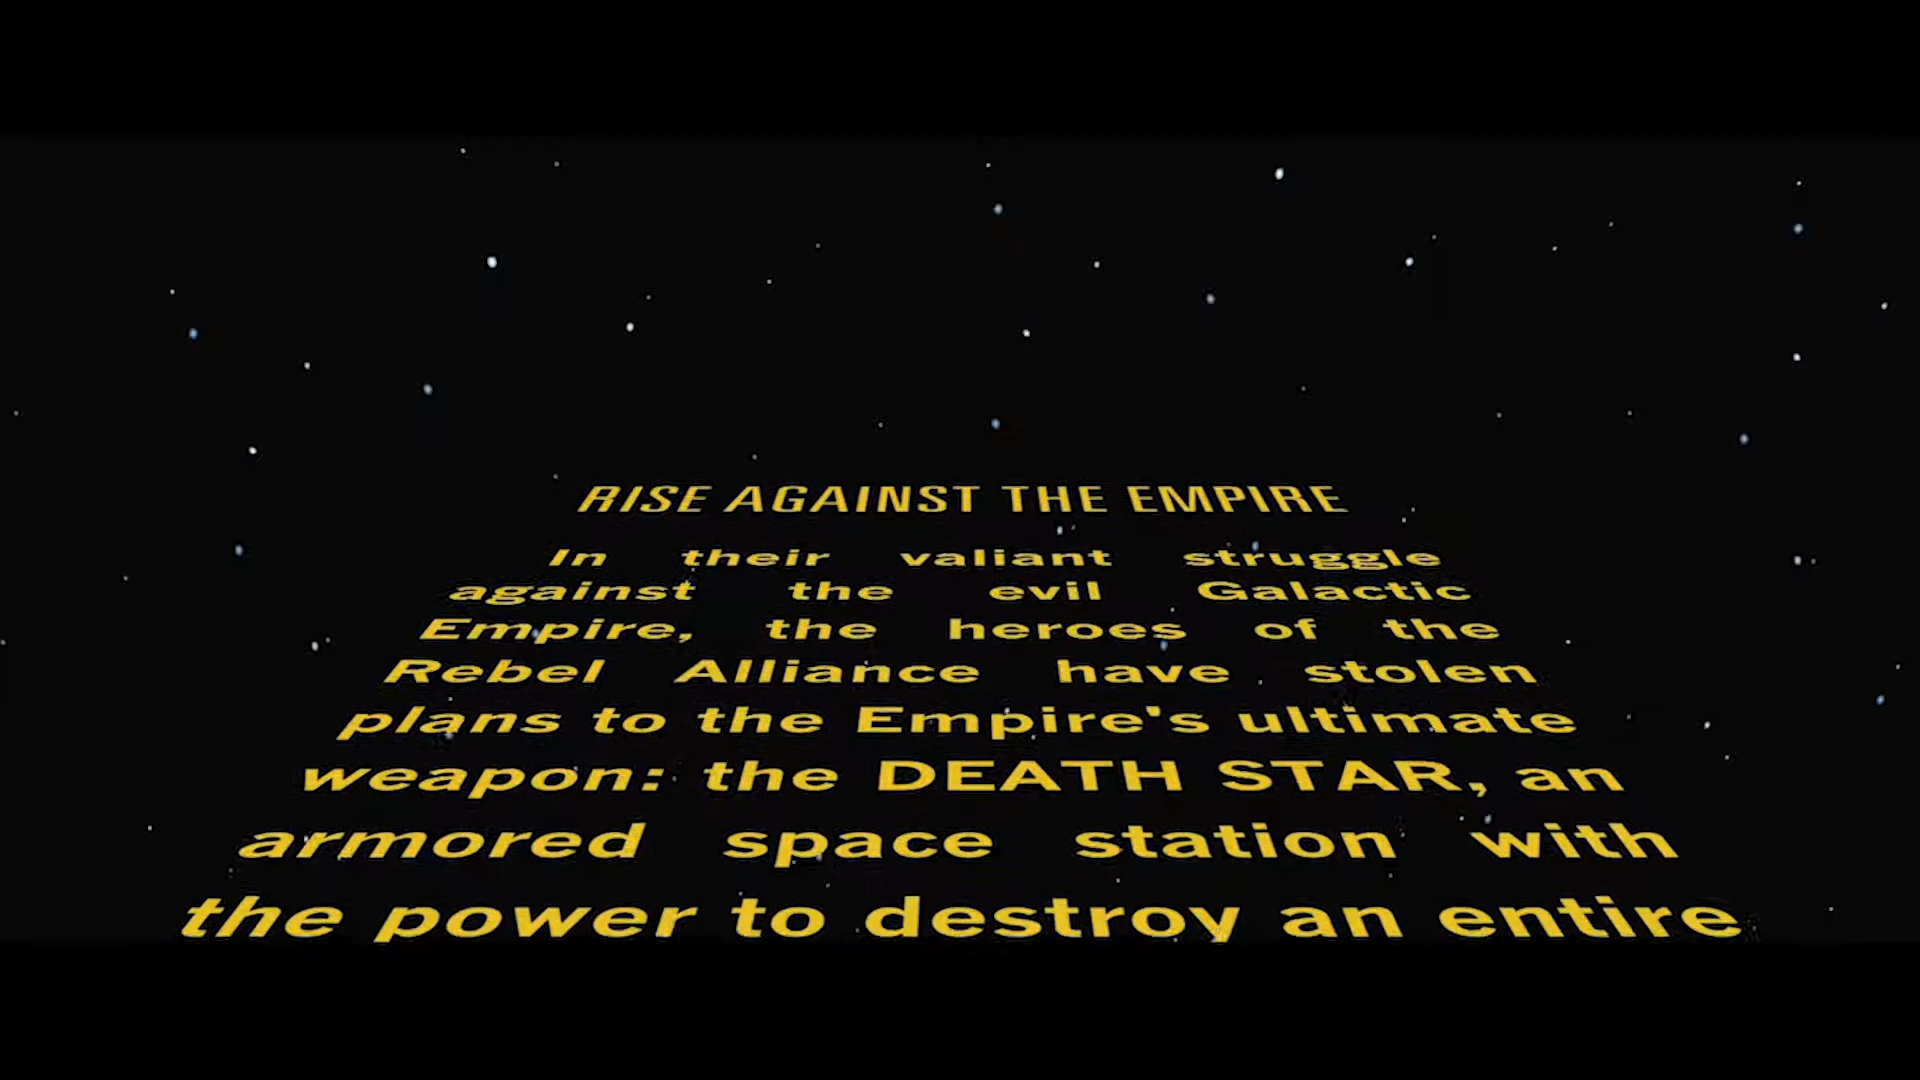 RISE AGAINST THE EMPIRE
In their valiant struggle
against the evil Galactic
Empire, the heroes of the
Rebel Alliance have stolen
plans to the Empire's ultimate
weapon: the DEATH STAR, an
armored space station with
the power to destroy an entire